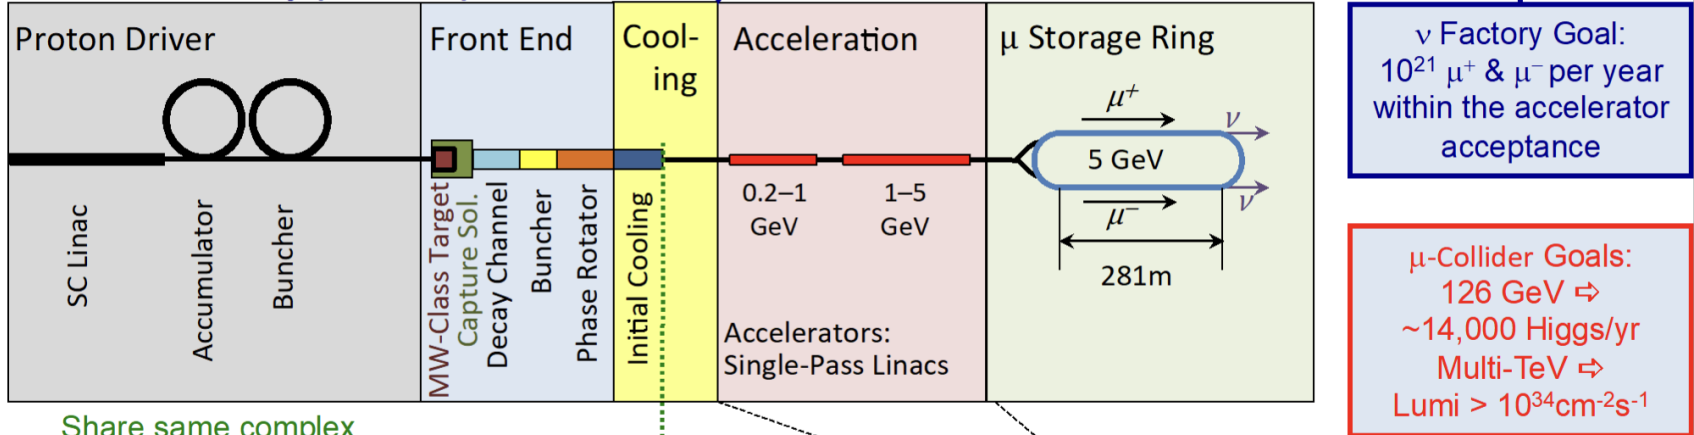 Proton Driver
SC Linac
Accumulator
Buncher
Front End
MW-Class Target
Capture Sol.
Decay Channel
Buncher
Phase Rotator
Cool-
ing
Initial Cooling
Acceleration
0.2–1
GeV
1–5
GeV
Accelerators:
Single-Pass Linacs
μ Storage Ring
μ⁺
ν
5 GeV
μ⁻
ν
281m
ν Factory Goal:
10²¹ μ⁺ & μ⁻ per year
within the accelerator
acceptance
μ-Collider Goals:
126 GeV ⇨
~14,000 Higgs/yr
Multi-TeV ⇨
Lumi > 10³⁴cm⁻²s⁻¹
Share same complex